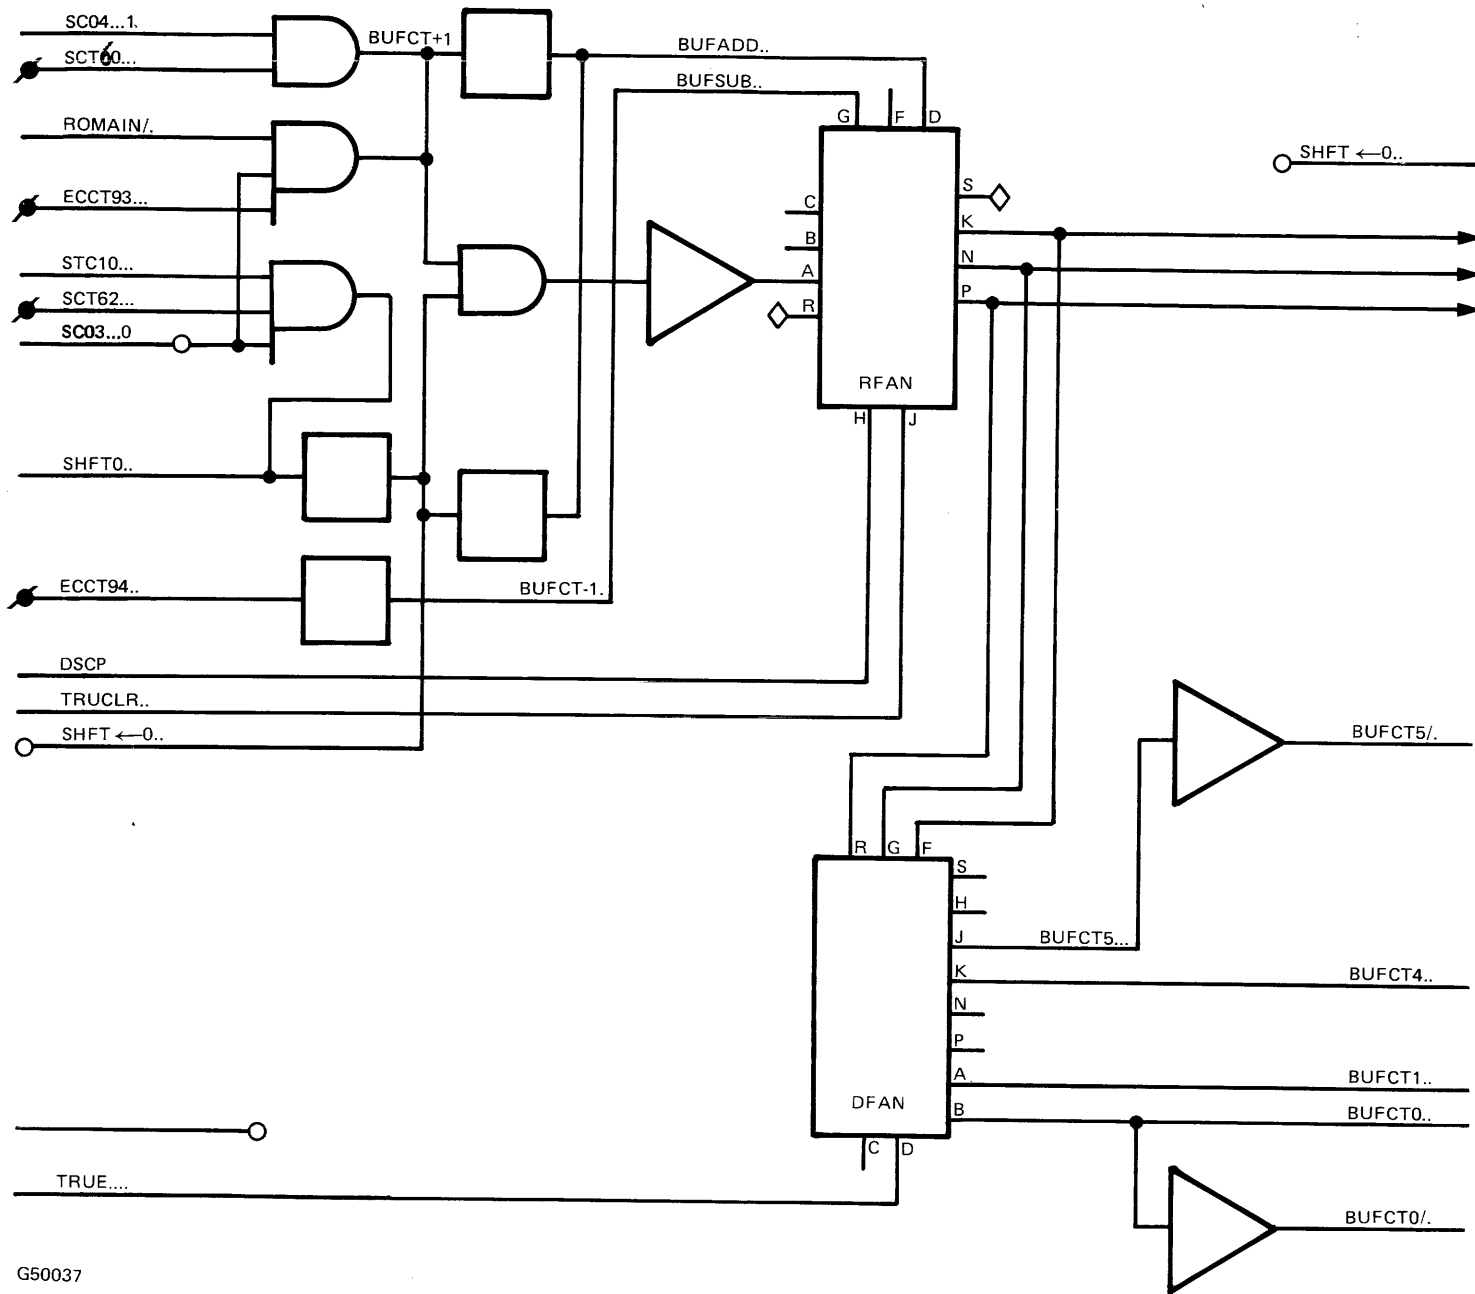 SC04...1.
BUFCT+1
BUFADD..
SCT60...
BUFSUB..
G
F
D
ROMAIN/.
SHFT ←0..
S
ECCT93...
C
K
B
N
STC10...
A
P
SCT62...
R
SC03...0
RFAN
H
J
SHFT0..
ECCT94..
BUFCT-1.
DSCP
TRUCLR..
SHFT ←0..
BUFCT5/.
R
G
F
S
H
J
BUFCT5...
K
BUFCT4..
N
P
A
BUFCT1..
DFAN
B
BUFCT0..
C
D
TRUE....
BUFCT0/.
G50037